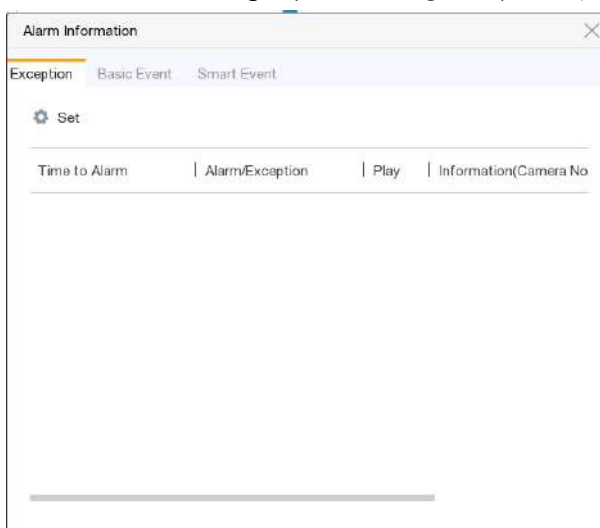 Alarm Information
Exception Basic Event Smart Event
Set
Time to Alarm Alarm/Exception Play Information(Camera No